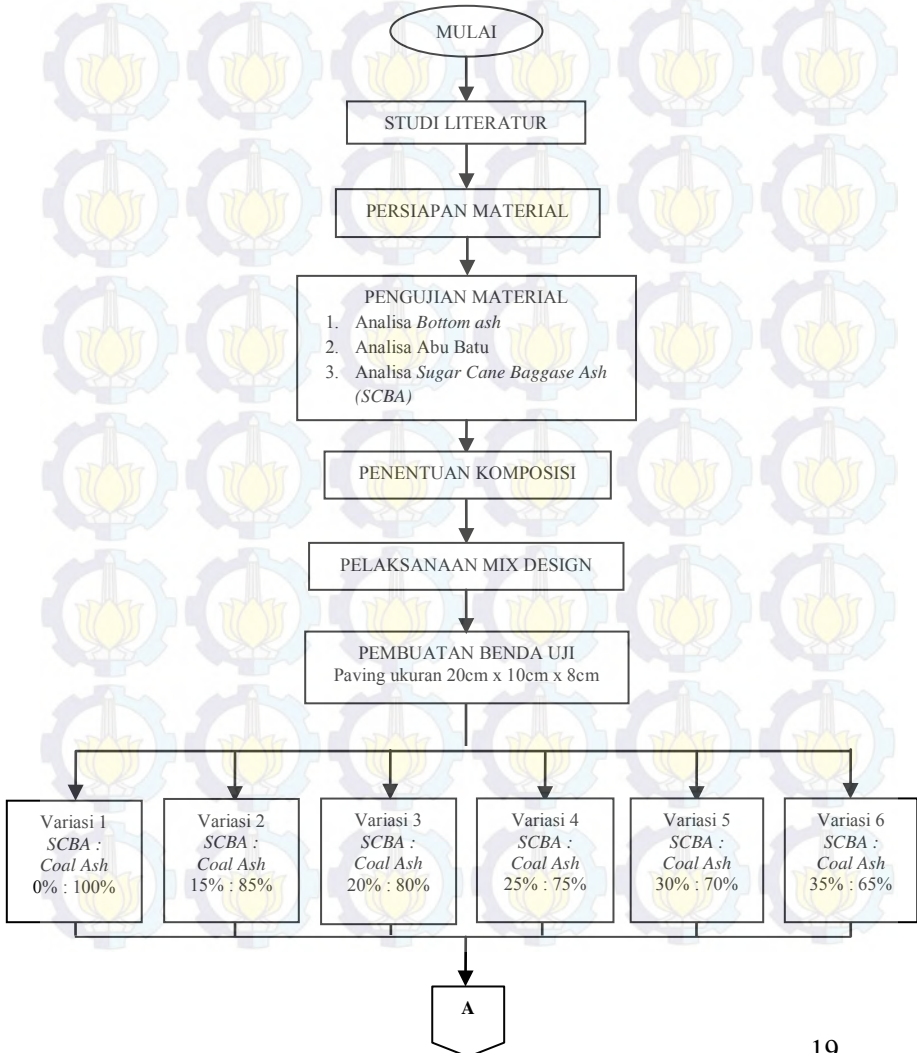 MULAI
STUDI LITERATUR
PERSIAPAN MATERIAL
PENGUJIAN MATERIAL
1. Analisa Bottom ash
2. Analisa Abu Batu
3. Analisa Sugar Cane Baggase Ash
(SCBA)
PENENTUAN KOMPOSISI
PELAKSANAAN MIX DESIGN
PEMBUATAN BENDA UJI
Paving ukuran 20cm x 10cm x 8cm
Variasi 1
SCBA :
Coal Ash
0% : 100%
Variasi 2
SCBA :
Coal Ash
15% : 85%
Variasi 3
SCBA :
Coal Ash
20% : 80%
Variasi 4
SCBA :
Coal Ash
25% : 75%
Variasi 5
SCBA :
Coal Ash
30% : 70%
Variasi 6
SCBA :
Coal Ash
35% : 65%
A
19